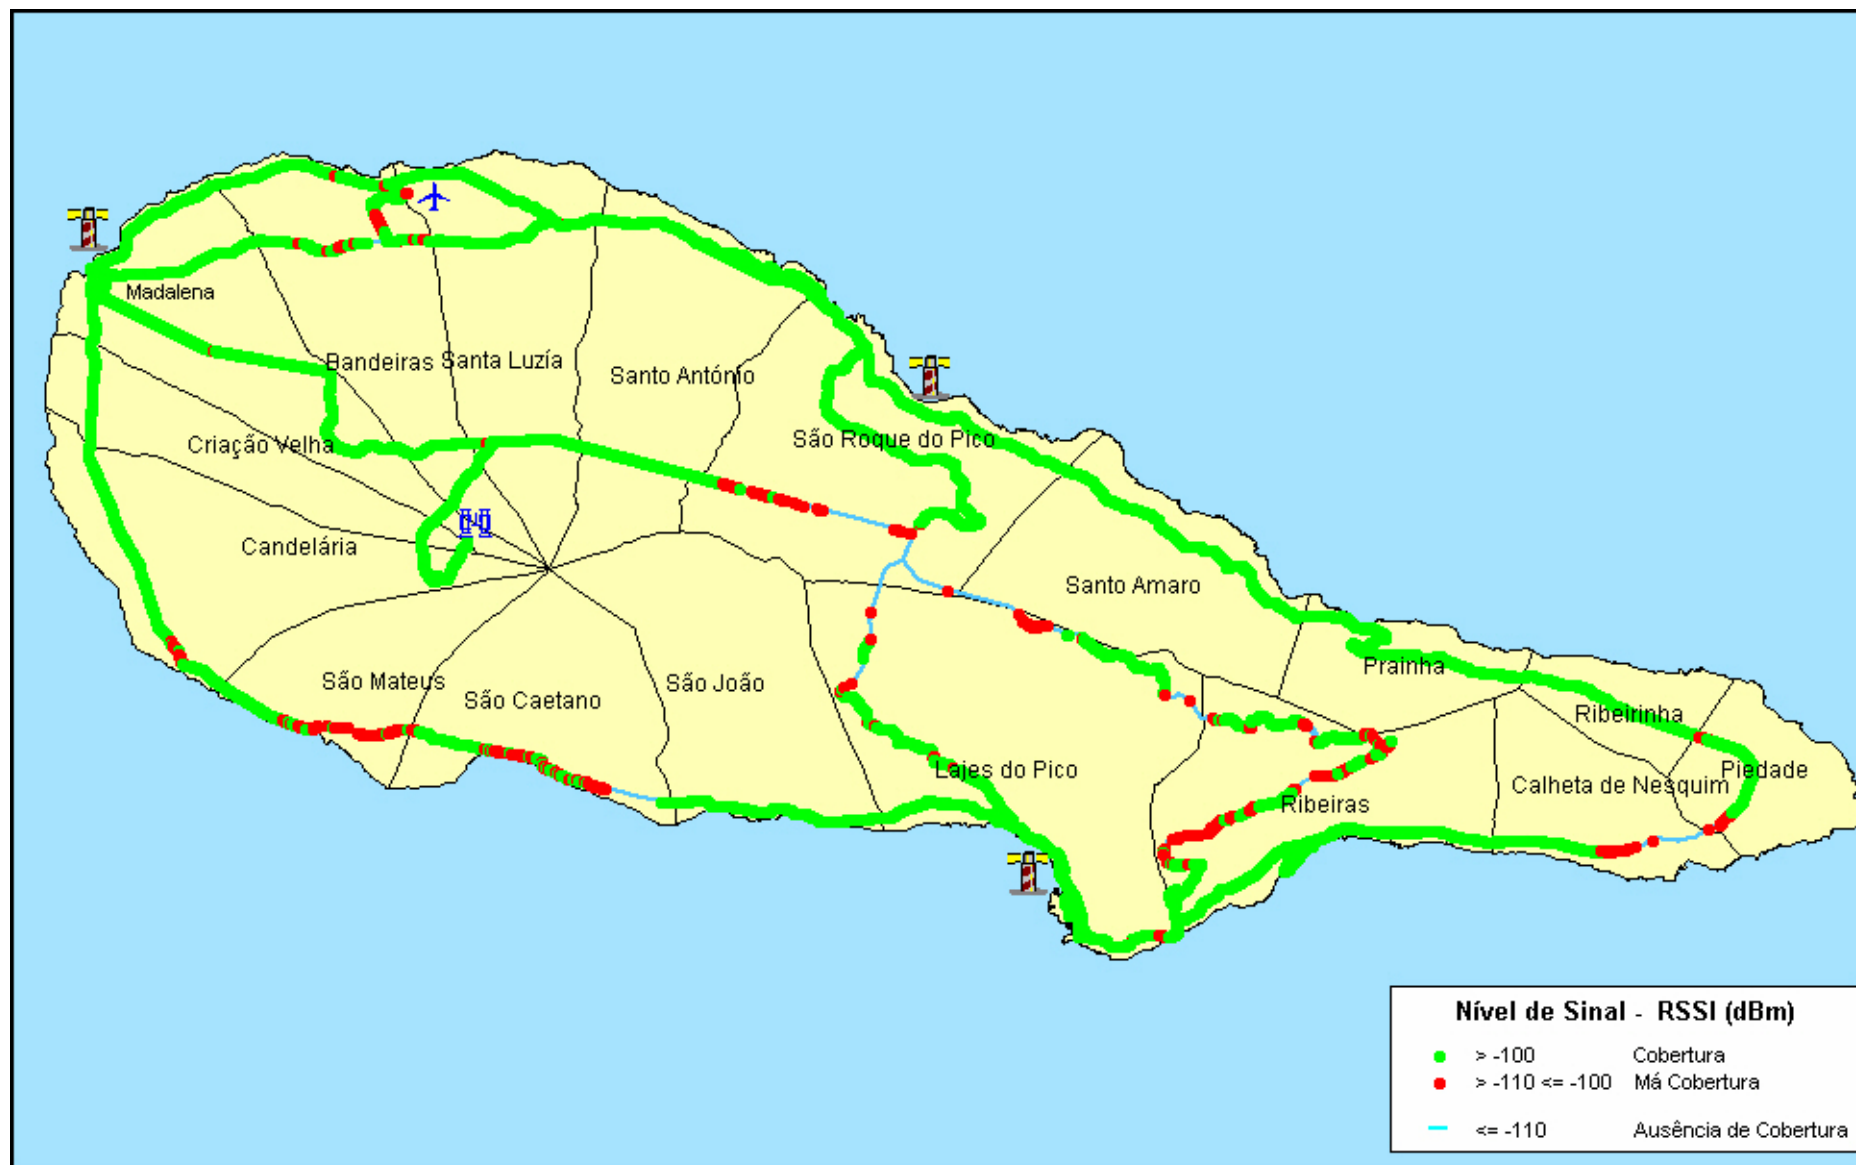 Madalena
Bandeiras
Santa Luzía
Santo António
Criação Velha
São Roque do Pico
Candelária
Santo Amaro
São Mateus
São Caetano
São João
Prainha
Ribeirinha
Lajes do Pico
Piedade
Calheta de Nesquim
Ribeiras
Nível de Sinal - RSSI (dBm)
> -100 Cobertura
> -110 <= -100 Má Cobertura
<= -110 Ausência de Cobertura